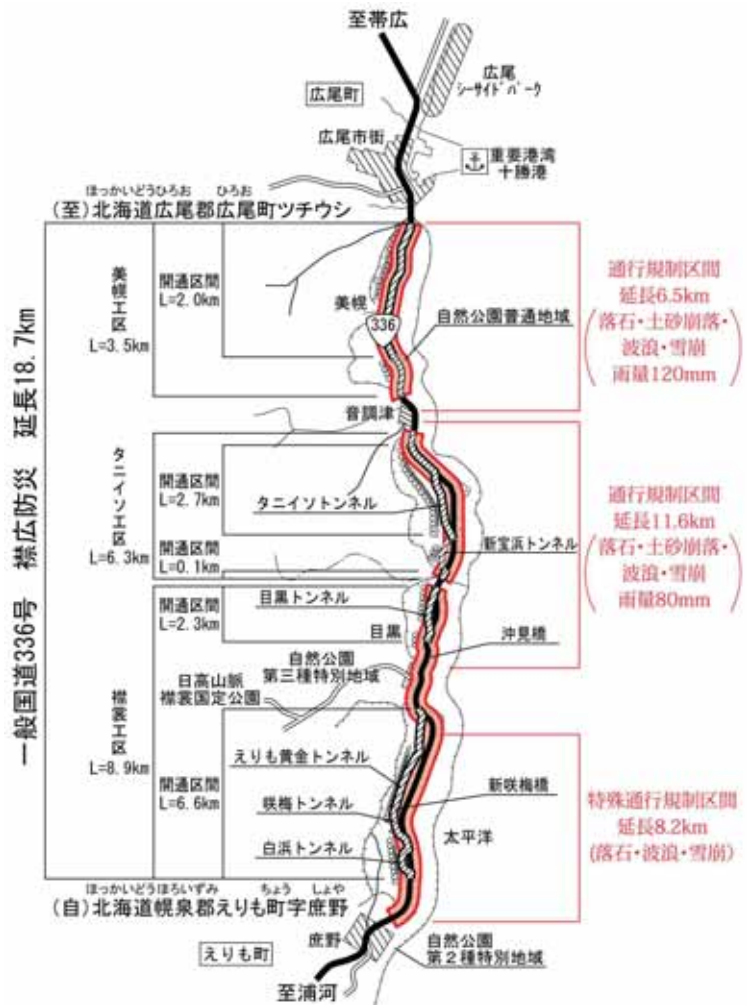 至帯広
広尾
シーサイドパーク
広尾町
広尾市街
重要港湾
十勝港
ほっかいどうひろお ひろお
(至)北海道広尾郡広尾町ツチウシ
一般国道336号 襟広防災 延長18.7km
美幌工区
L=3.5km
開通区間
L=2.0km
美幌
336
自然公園普通地域
通行規制区間
延長6.5km
(落石・土砂崩落・
波浪・雪崩
雨量120mm)
音調津
タニイソ工区
L=6.3km
開通区間
L=2.7km
タニイソトンネル
開通区間
L=0.1km
新宝浜トンネル
通行規制区間
延長11.6km
(落石・土砂崩落・
波浪・雪崩
雨量80mm)
襟裳工区
L=8.9km
開通区間
L=2.3km
目黒トンネル
目黒
沖見橋
自然公園
第三種特別地域
日高山脈
襟裳国定公園
開通区間
L=6.6km
えりも黄金トンネル
新咲梅橋
咲梅トンネル
白浜トンネル
太平洋
特殊通行規制区間
延長8.2km
(落石・波浪・雪崩)
ほっかいどうほろいずみ ちょう しょや
(自)北海道幌泉郡えりも町字庶野
庶野
えりも町
自然公園
第2種特別地域
至浦河